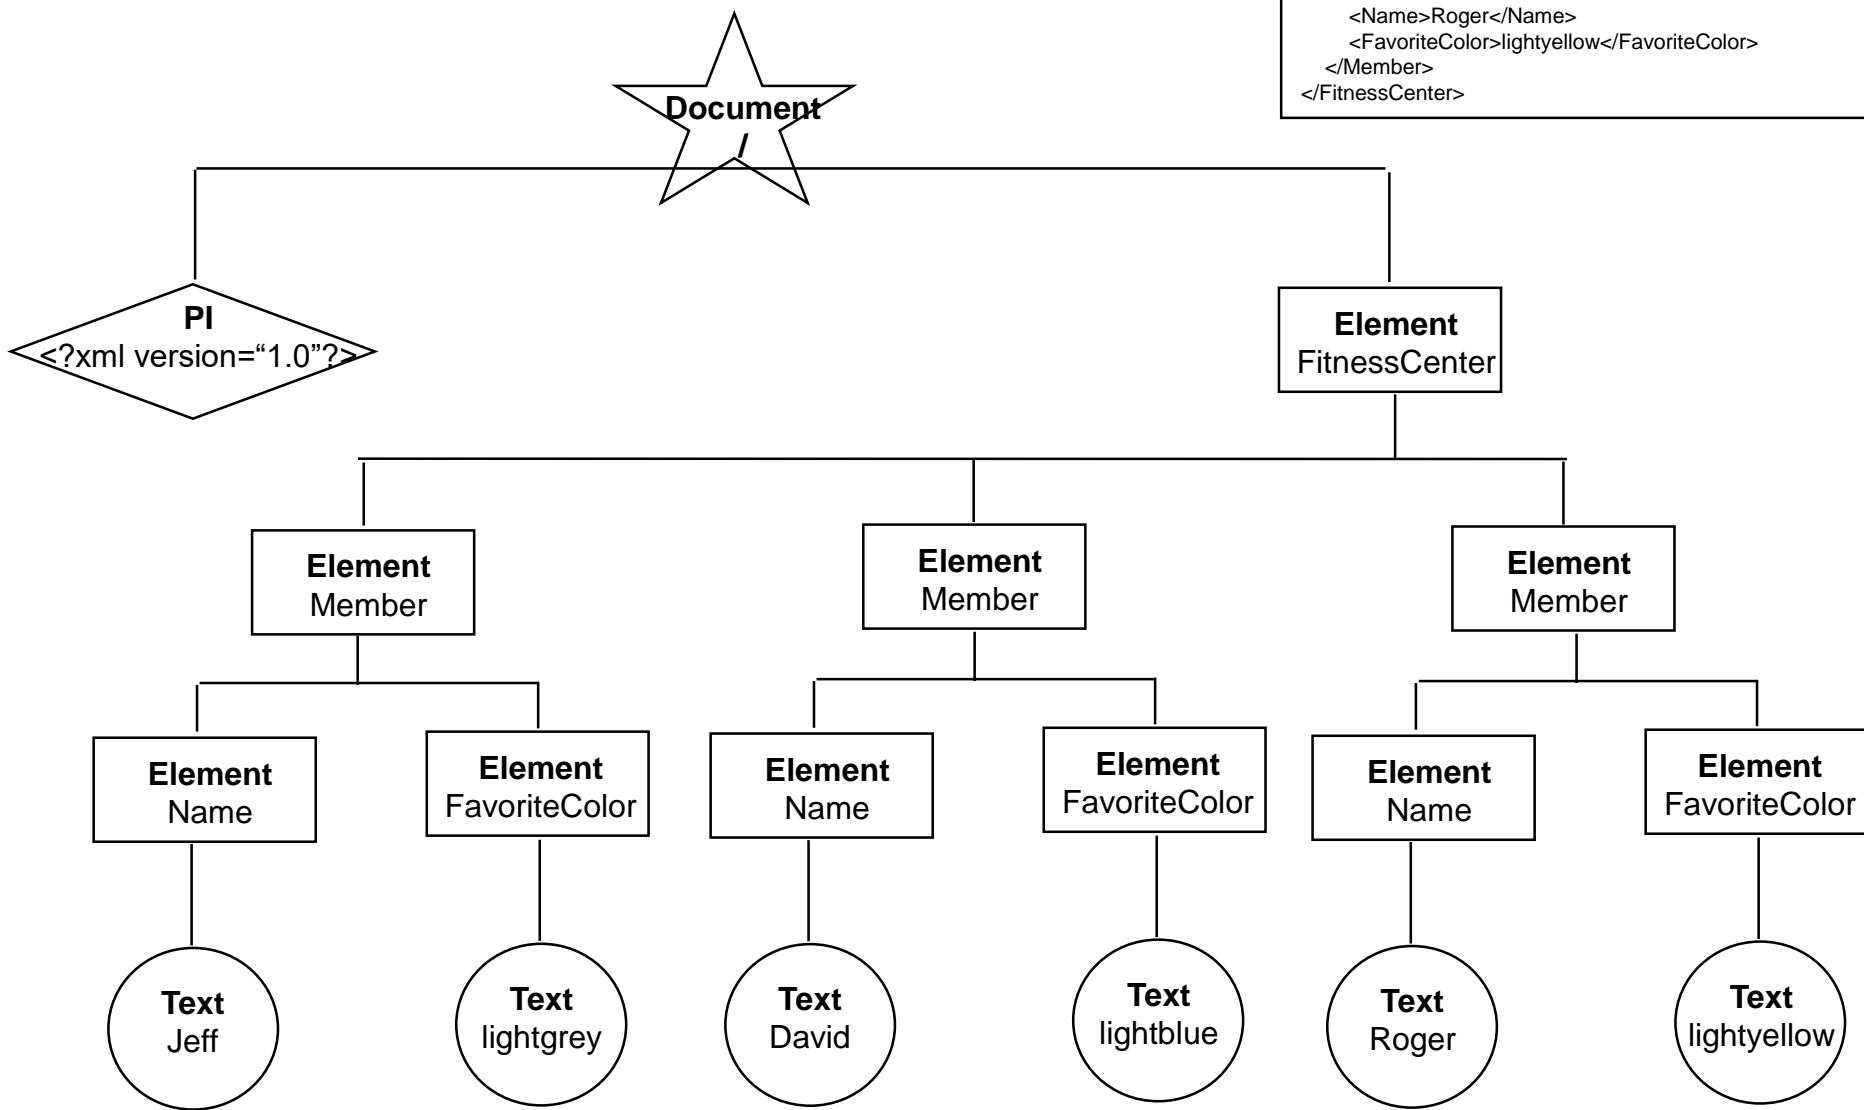 <Name>Roger</Name>
<FavoriteColor>lightyellow</FavoriteColor>
</Member>
</FitnessCenter>
Document
/
PI
<?xml version=“1.0”?>
Element
FitnessCenter
Element
Member
Element
Member
Element
Member
Element
Name
Element
FavoriteColor
Element
Name
Element
FavoriteColor
Element
Name
Element
FavoriteColor
Text
Jeff
Text
lightgrey
Text
David
Text
lightblue
Text
Roger
Text
lightyellow